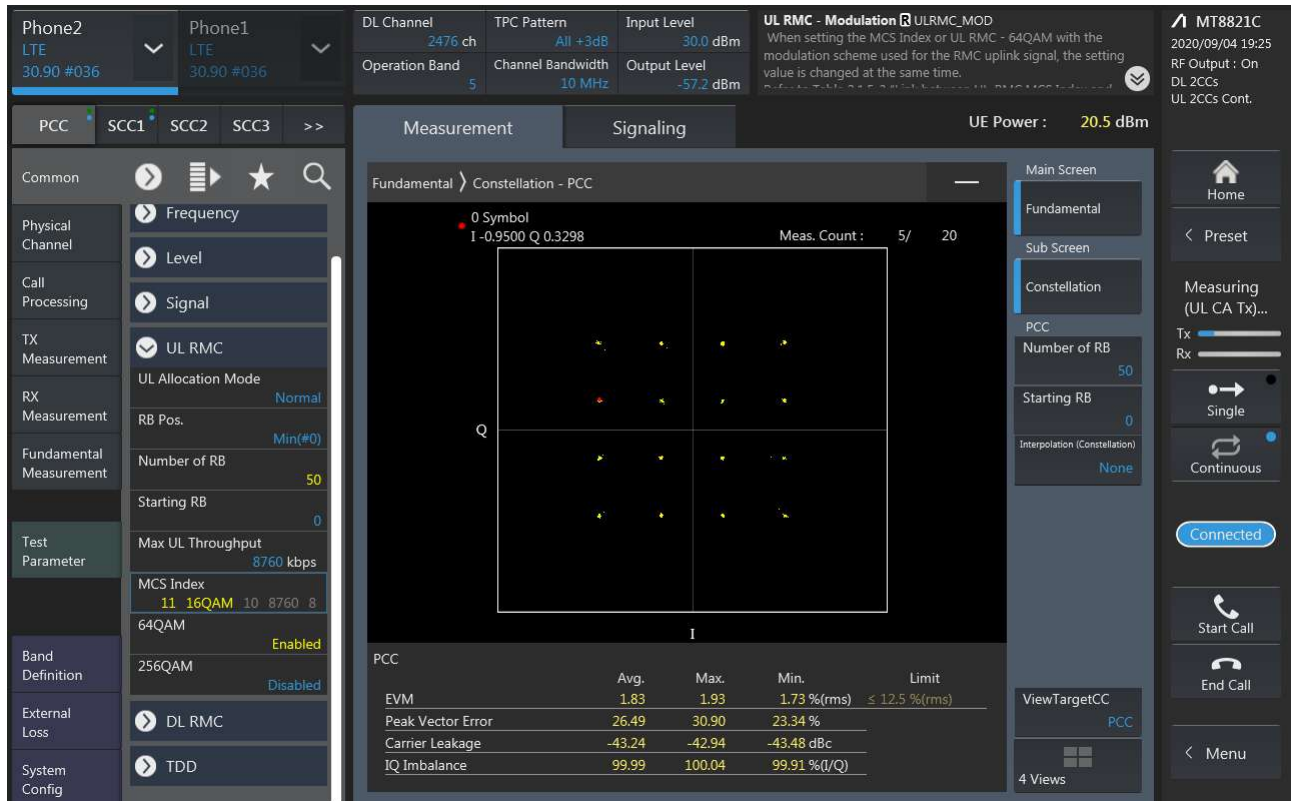 Phone2
LTE
30.90 #036
Phone1
LTE
30.90 #036
DL Channel
2476 ch
TPC Pattern
All +3dB
Input Level
30.0 dBm
Operation Band
5
Channel Bandwidth
10 MHz
Output Level
-57.2 dBm
UL RMC - Modulation R ULRMC_MOD
When setting the MCS Index or UL RMC - 64QAM with the
modulation scheme used for the RMC uplink signal, the setting
value is changed at the same time.
MT8821C
2020/09/04 19:25
RF Output : On
DL 2CCs
UL 2CCs Cont.
PCC SCC1 SCC2 SCC3 >>
Measurement
Signaling
UE Power : 20.5 dBm
Common
Physical
Channel
Call
Processing
TX
Measurement
RX
Measurement
Fundamental
Measurement
Test
Parameter
Band
Definition
External
Loss
System
Config
Frequency
Level
Signal
UL RMC
UL Allocation Mode
Normal
RB Pos.
Min(#0)
Number of RB
50
Starting RB
0
Max UL Throughput
8760 kbps
MCS Index
11 16QAM 10 8760 8
64QAM
Enabled
256QAM
Disabled
DL RMC
TDD
Fundamental 〉 Constellation - PCC
0 Symbol
I -0.9500 Q 0.3298
Meas. Count : 5/ 20
Q
I
PCC
Avg. Max. Min. Limit
EVM 1.83 1.93 1.73 %(rms) ≤ 12.5 %(rms)
Peak Vector Error 26.49 30.90 23.34 %
Carrier Leakage -43.24 -42.94 -43.48 dBc
IQ Imbalance 99.99 100.04 99.91 %(I/Q)
Main Screen
Fundamental
Sub Screen
Constellation
PCC
Number of RB
50
Starting RB
0
Interpolation (Constellation)
None
ViewTargetCC
PCC
4 Views
Home
< Preset
Measuring
(UL CA Tx)...
Tx
Rx
Single
Continuous
Connected
Start Call
End Call
< Menu